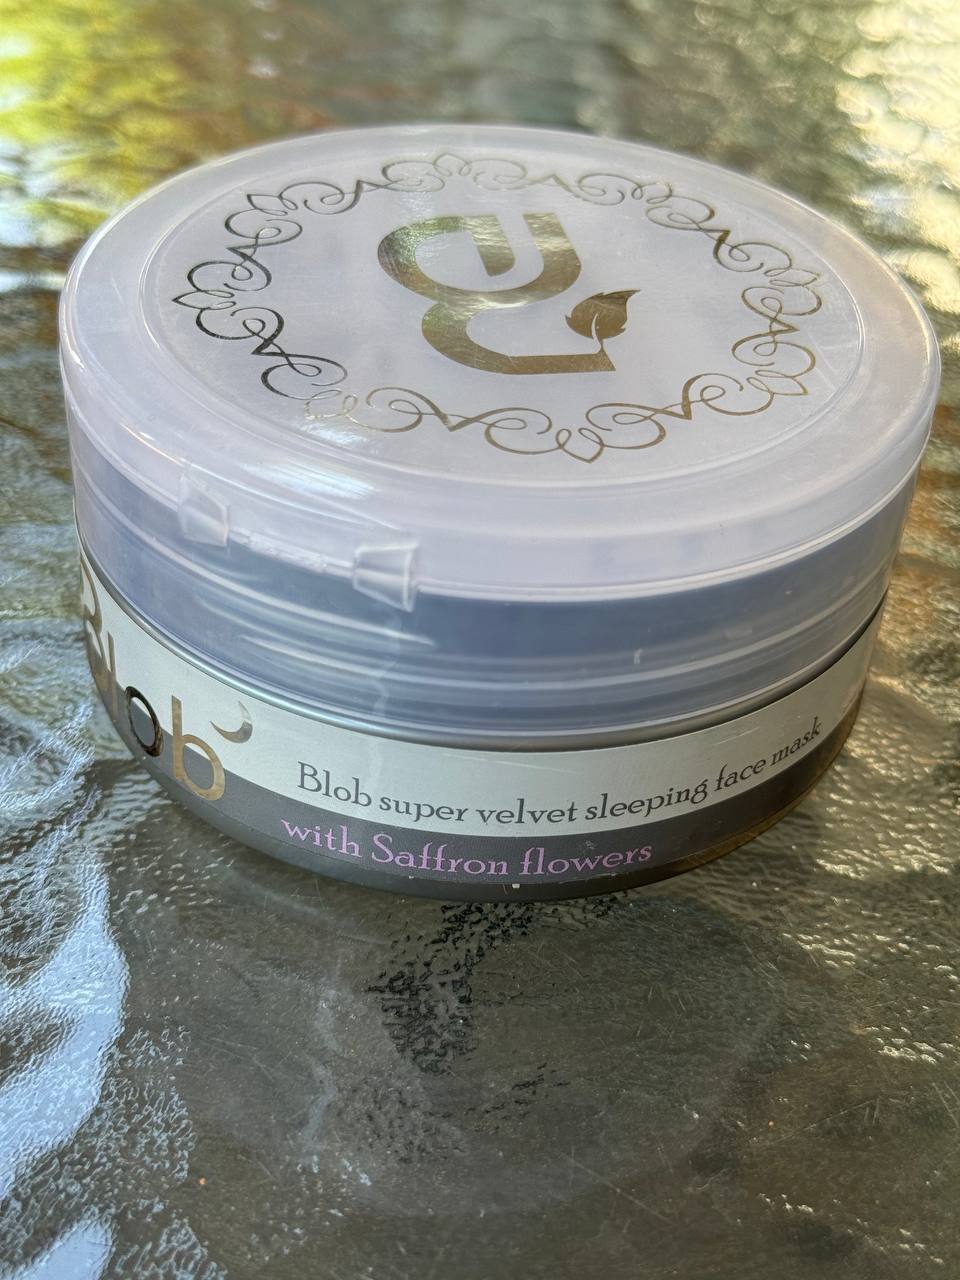 Blob
Blob super velvet sleeping face mask
with Saffron flowers